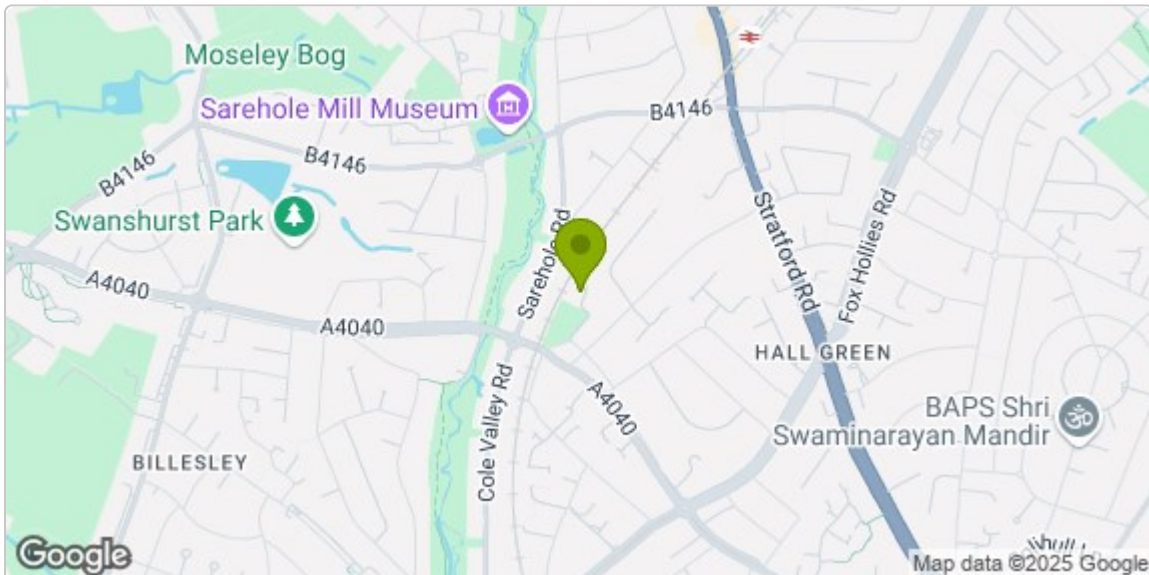 Moseley Bog
Sarehole Mill Museum
B4146
B4146
B4146
Swanshurst Park
Sarehole Rd
Stratford Rd
Fox Hollies Rd
A4040
A4040
HALL GREEN
A4040
BAPS Shri
Swaminarayan Mandir
Cole Valley Rd
BILLESLEY
Google
Map data ©2025 Google